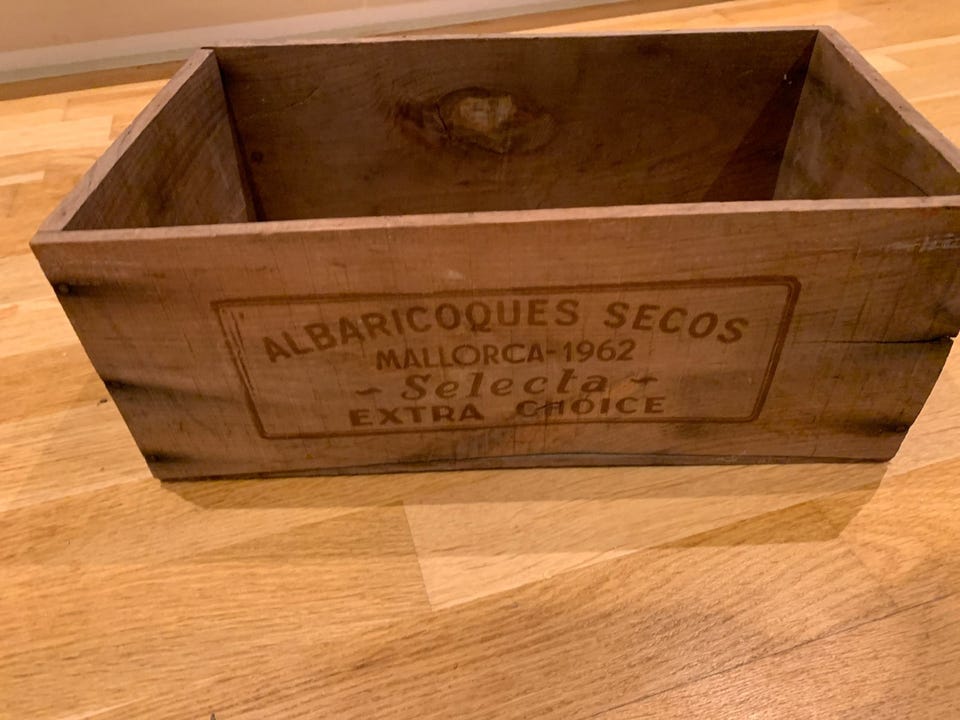 ALBARICOQUES SECOS
MALLORCA-1962
~ Selecta ~
EXTRA CHOICE